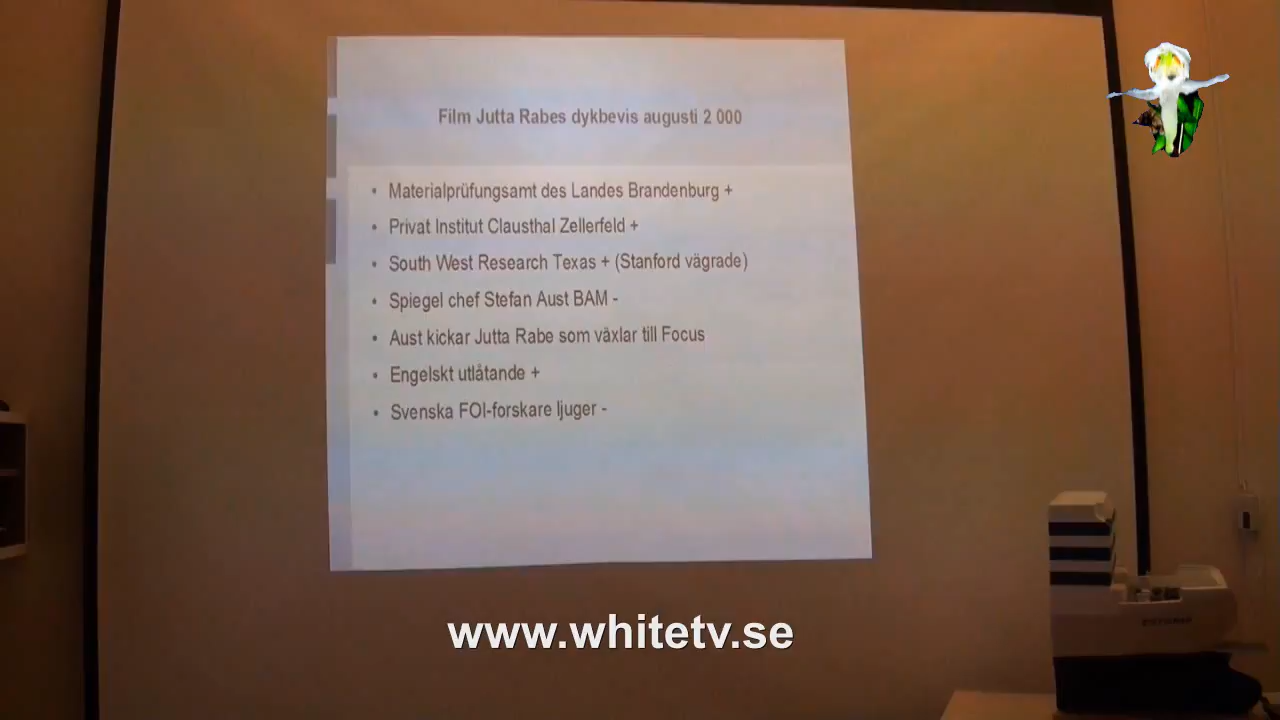 Film Jutta Rabes dykbevis augusti 2 000
• Materialprüfungsamt des Landes Brandenburg +
• Privat Institut Clausthal Zellerfeld +
• South West Research Texas + (Stanford vägrade)
• Spiegel chef Stefan Aust BAM -
• Aust kickar Jutta Rabe som växlar till Focus
• Engelskt utlåtande +
• Svenska FOI-forskare ljuger -
www.whitetv.se